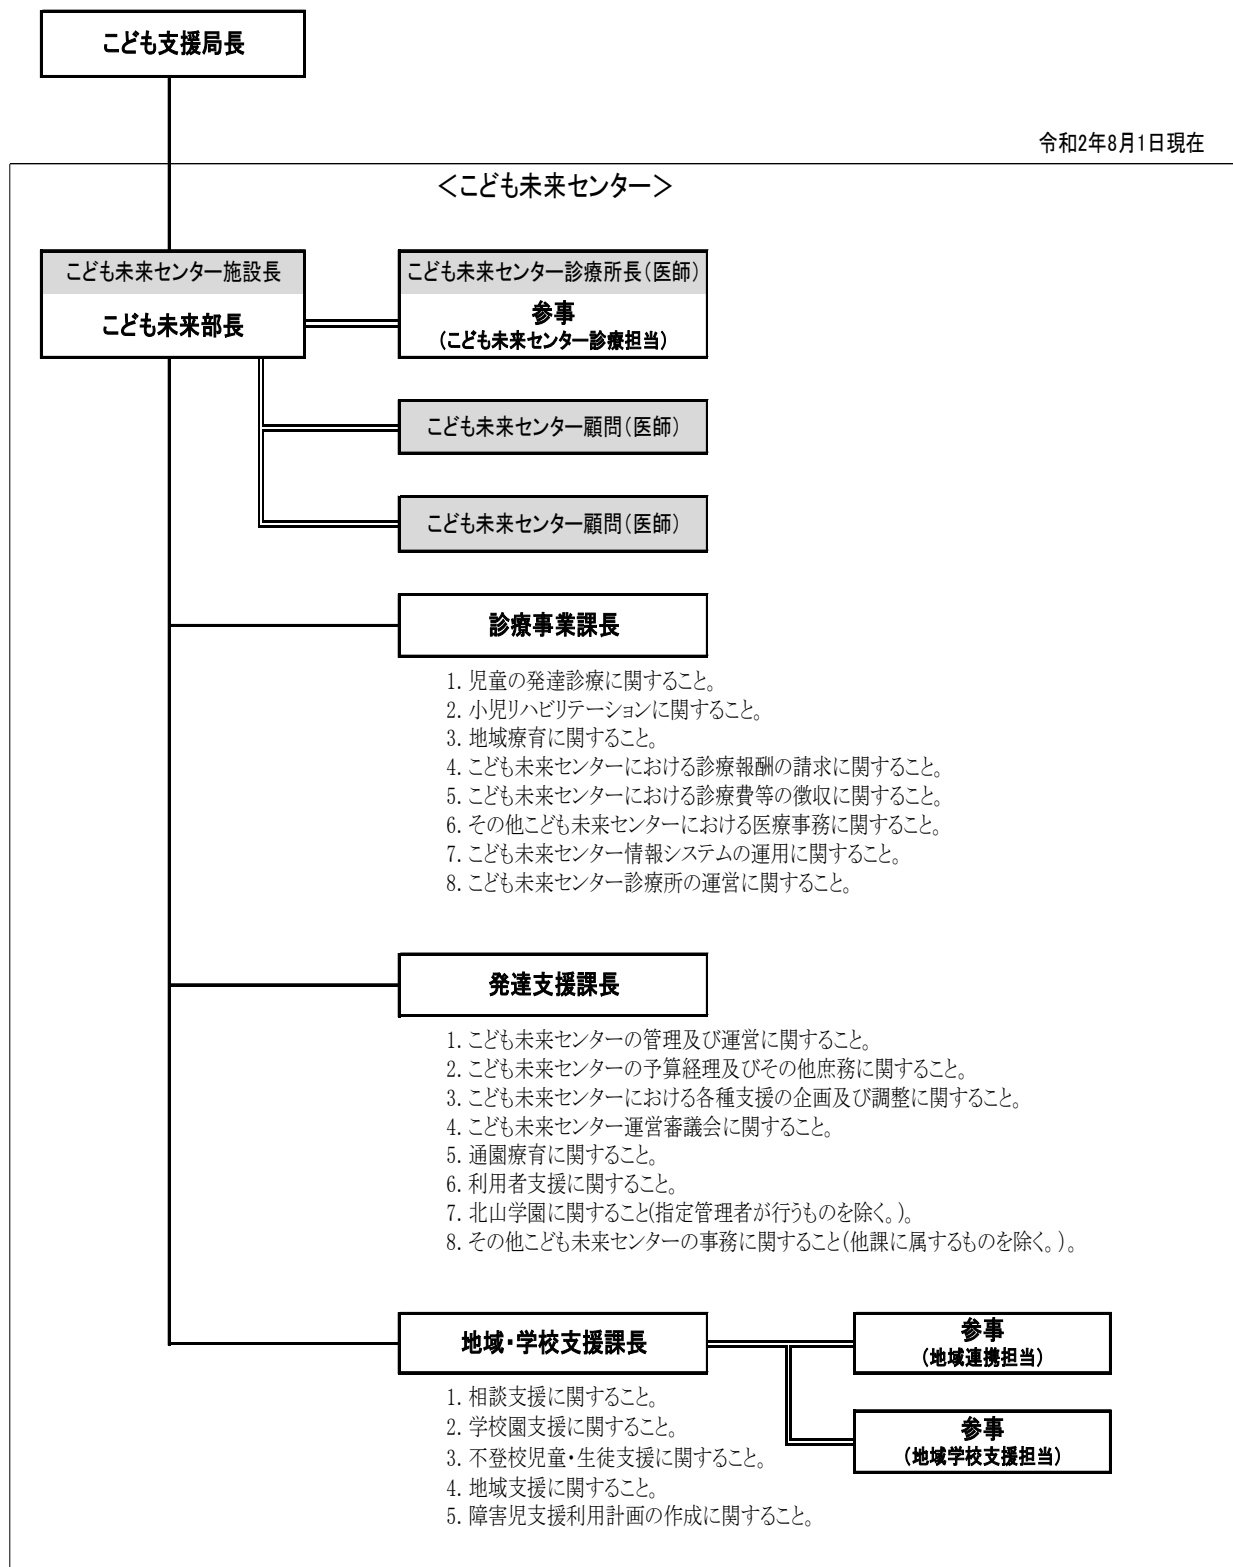 こども支援局長
令和2年8月1日現在
＜こども未来センター＞
こども未来センター施設長
こども未来部長
こども未来センター診療所長（医師）
参事
（こども未来センター診療担当）
こども未来センター顧問（医師）
こども未来センター顧問（医師）
診療事業課長
1. 児童の発達診療に関すること。
2. 小児リハビリテーションに関すること。
3. 地域療育に関すること。
4. こども未来センターにおける診療報酬の請求に関すること。
5. こども未来センターにおける診療費等の徴収に関すること。
6. その他こども未来センターにおける医療事務に関すること。
7. こども未来センター情報システムの運用に関すること。
8. こども未来センター診療所の運営に関すること。
発達支援課長
1. こども未来センターの管理及び運営に関すること。
2. こども未来センターの予算経理及びその他庶務に関すること。
3. こども未来センターにおける各種支援の企画及び調整に関すること。
4. こども未来センター運営審議会に関すること。
5. 通園療育に関すること。
6. 利用者支援に関すること。
7. 北山学園に関すること(指定管理者が行うものを除く。)。
8. その他こども未来センターの事務に関すること(他課に属するものを除く。)。
地域・学校支援課長
1. 相談支援に関すること。
2. 学校園支援に関すること。
3. 不登校児童・生徒支援に関すること。
4. 地域支援に関すること。
5. 障害児支援利用計画の作成に関すること。
参事
（地域連携担当）
参事
（地域学校支援担当）